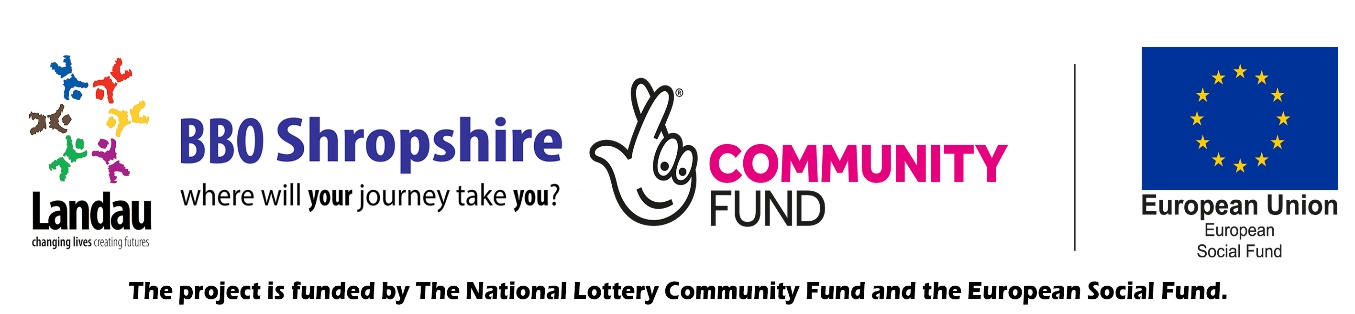 Landau
changing lives creating futures
BBO Shropshire
where will your journey take you?
®
COMMUNITY
FUND
European Union
European
Social Fund
The project is funded by The National Lottery Community Fund and the European Social Fund.